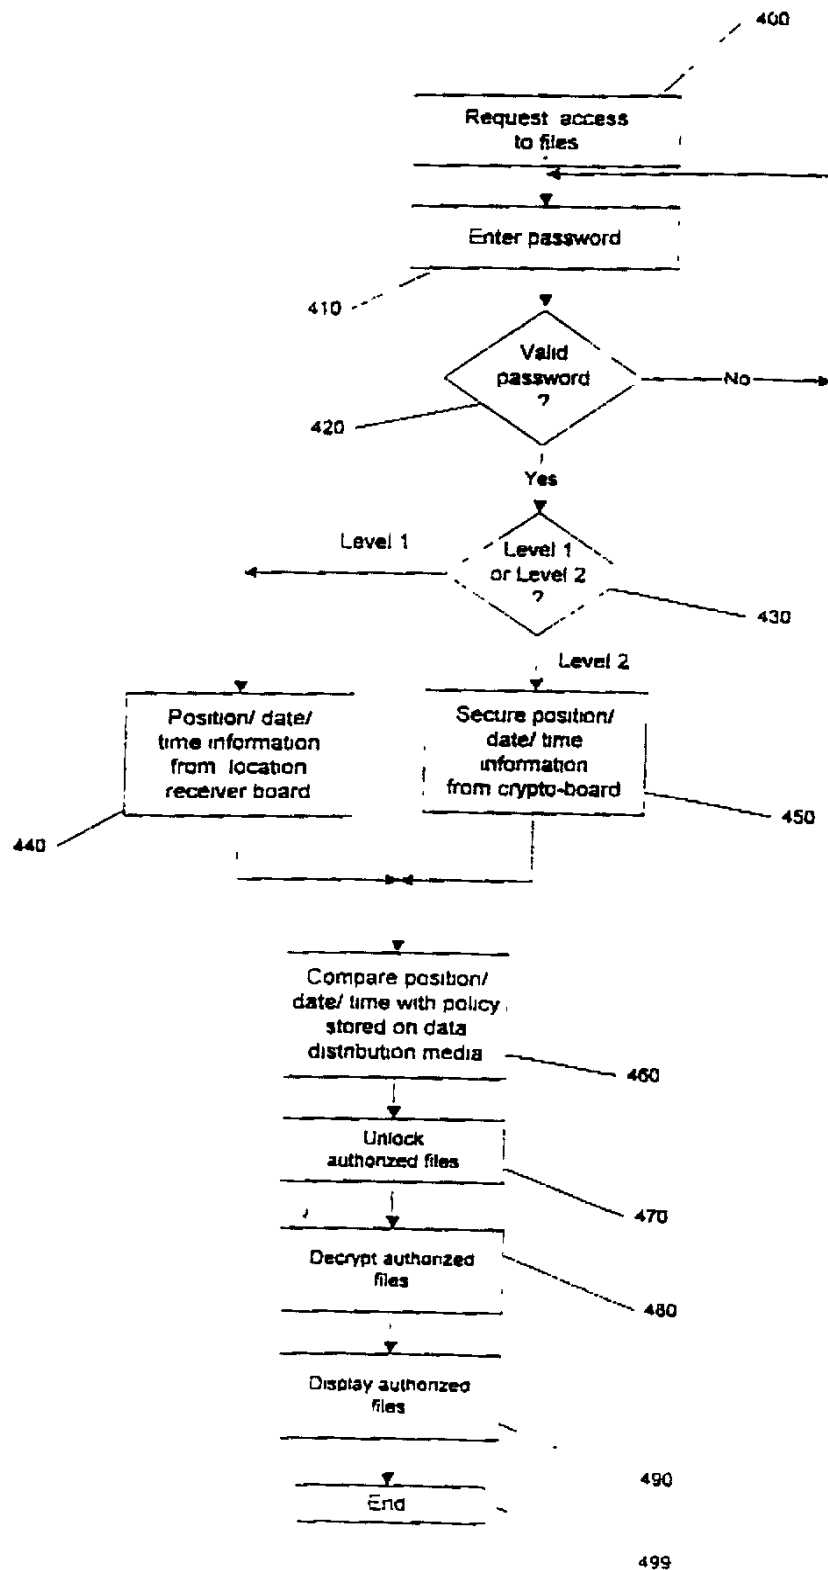 400
Request access
to files
Enter password
410
Valid
password
?
No
420
Yes
Level 1
Level 1
or Level 2
?
430
Level 2
Position/ date/
time information
from location
receiver board
440
Secure position/
date/ time
information
from crypto-board
450
Compare position/
date/ time with policy
stored on data
distribution media
460
Unlock
authorized files
470
Decrypt authorized
files
480
Display authorized
files
490
End
499